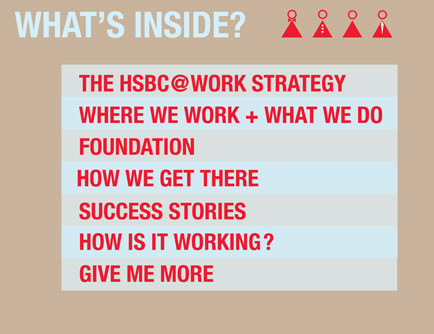 WHAT'S INSIDE?
THE HSBC@WORK STRATEGY
WHERE WE WORK + WHAT WE DO
FOUNDATION
HOW WE GET THERE
SUCCESS STORIES
HOW IS IT WORKING?
GIVE ME MORE